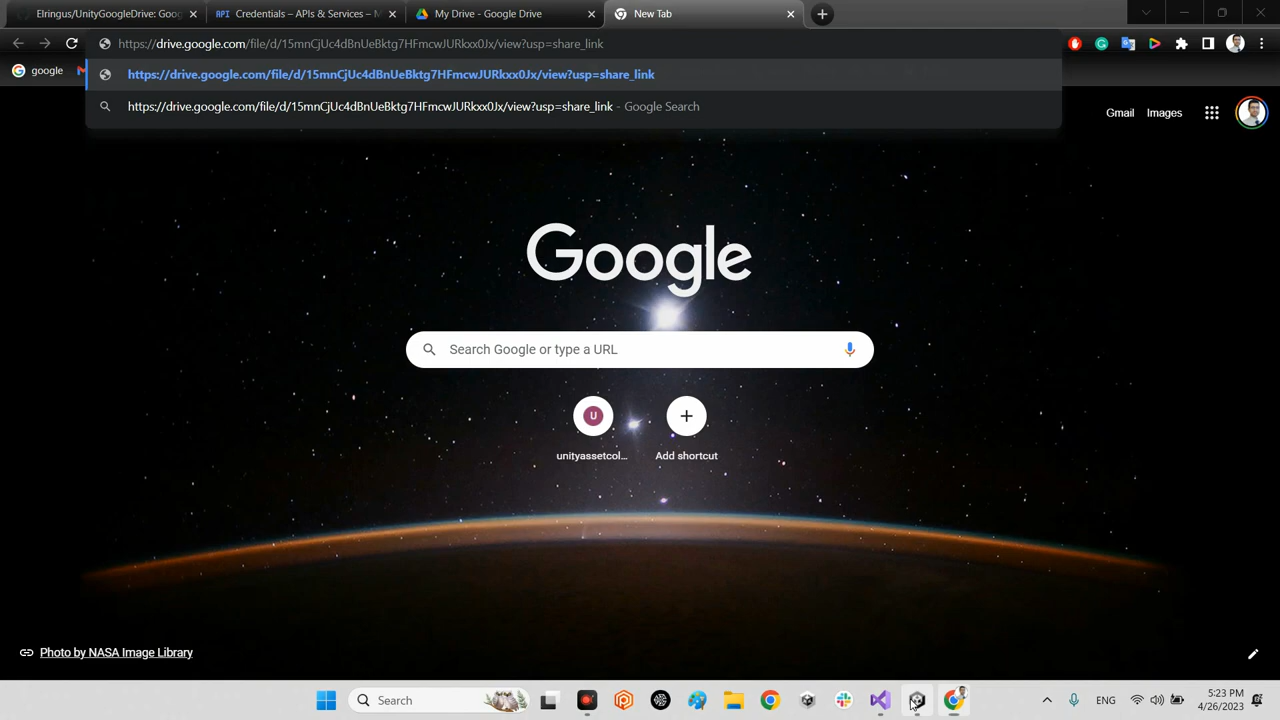 Elringus/UnityGoogleDrive: Goog
API Credentials – APIs & Services – M
My Drive - Google Drive
New Tab
https://drive.google.com/file/d/15mnCjUc4dBnUeBktg7HFmcwJURkxx0Jx/view?usp=share_link
google
https://drive.google.com/file/d/15mnCjUc4dBnUeBktg7HFmcwJURkxx0Jx/view?usp=share_link
https://drive.google.com/file/d/15mnCjUc4dBnUeBktg7HFmcwJURkxx0Jx/view?usp=share_link - Google Search
Gmail Images
Google
Search Google or type a URL
U
unityassetcol...
Add shortcut
Photo by NASA Image Library
Search
ENG
5:23 PM
4/26/2023